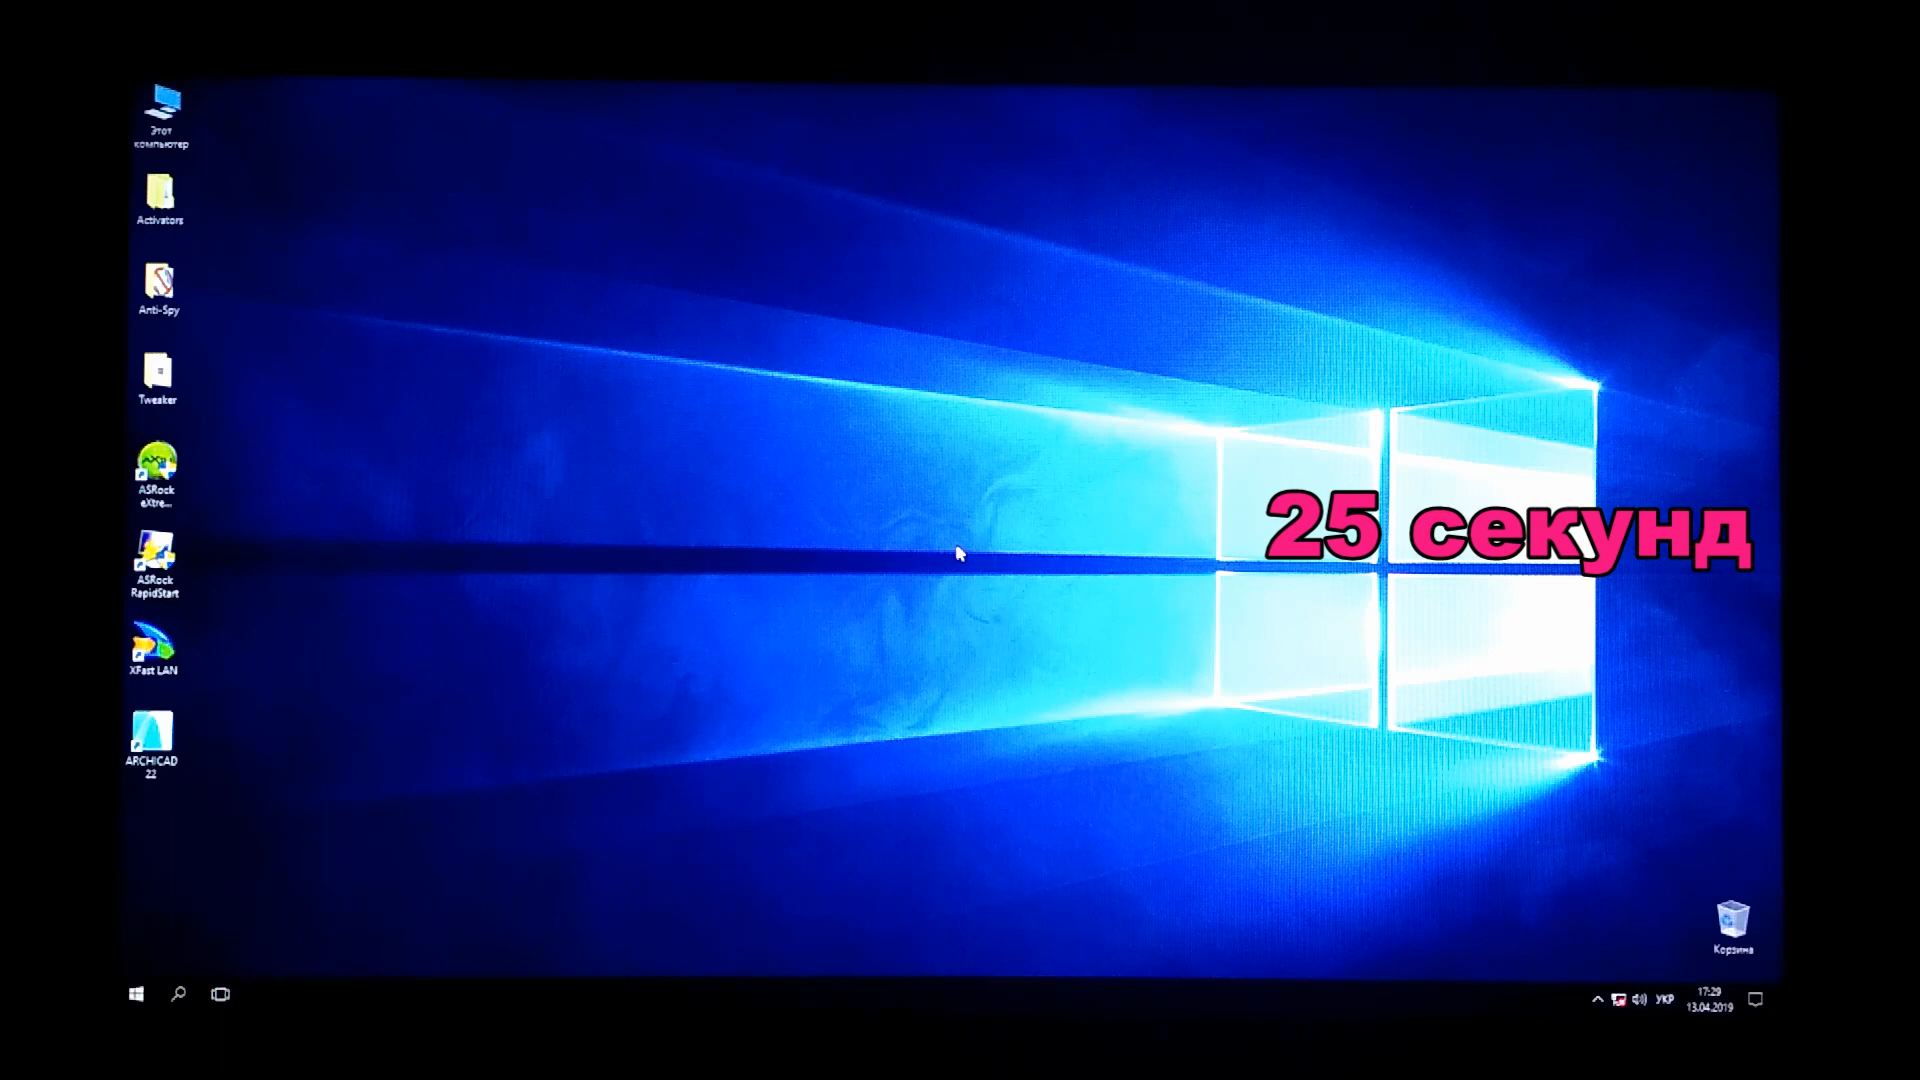 Этот
компьютер
Activators
Anti-Spy
Tweaker
ASRock
eXtre...
ASRock
RapidStart
XFast LAN
ARCHICAD
22
25 секунд
Корзина
УКР
17:29
13.04.2019